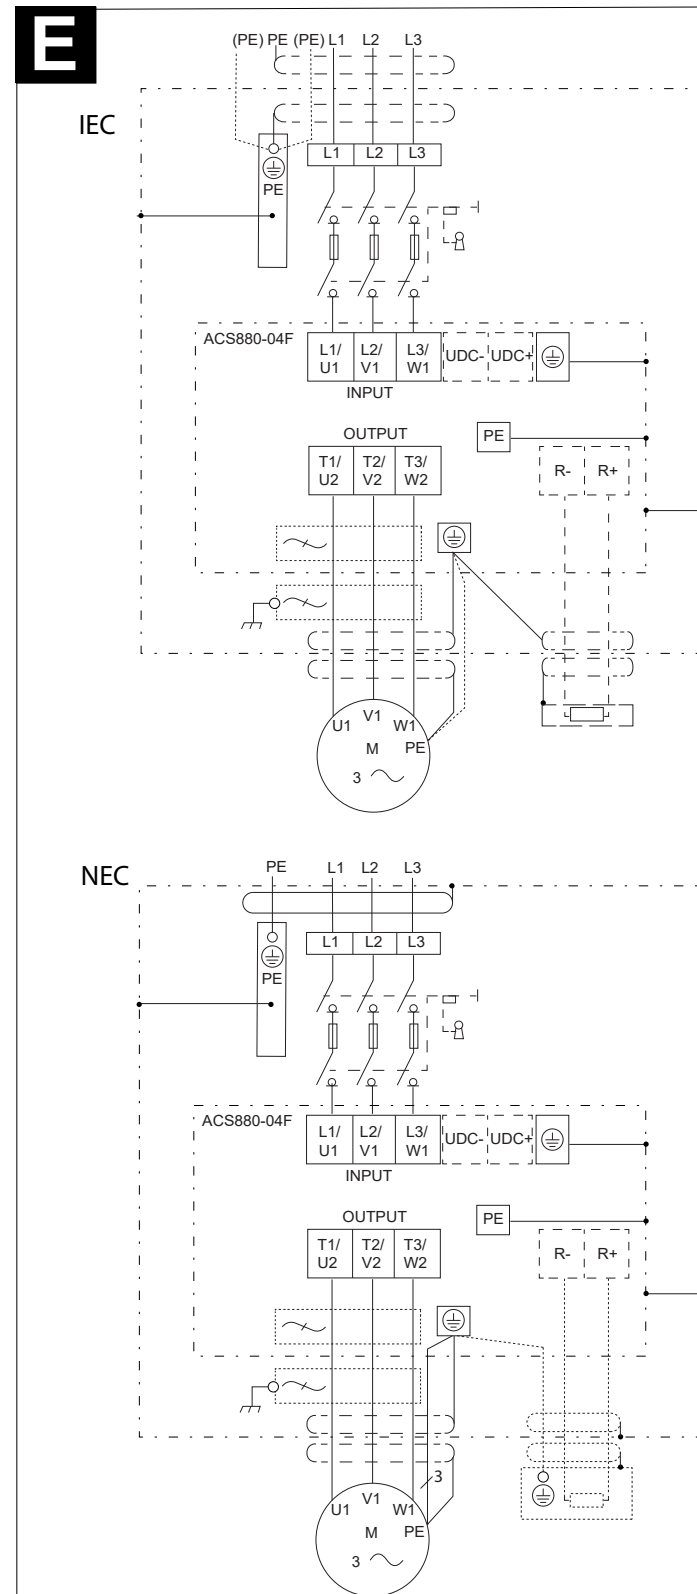 E
(PE) PE (PE) L1 L2 L3
IEC
L1 L2 L3
PE
ACS880-04F
L1/ L2/ L3/ UDC- UDC+
U1 V1 W1
INPUT
OUTPUT
PE
T1/ T2/ T3/ R- R+
U2 V2 W2
U1 V1 W1
M PE
3
NEC
PE L1 L2 L3
L1 L2 L3
PE
ACS880-04F
L1/ L2/ L3/ UDC- UDC+
U1 V1 W1
INPUT
OUTPUT
PE
T1/ T2/ T3/ R- R+
U2 V2 W2
3
U1 V1 W1
M PE
3